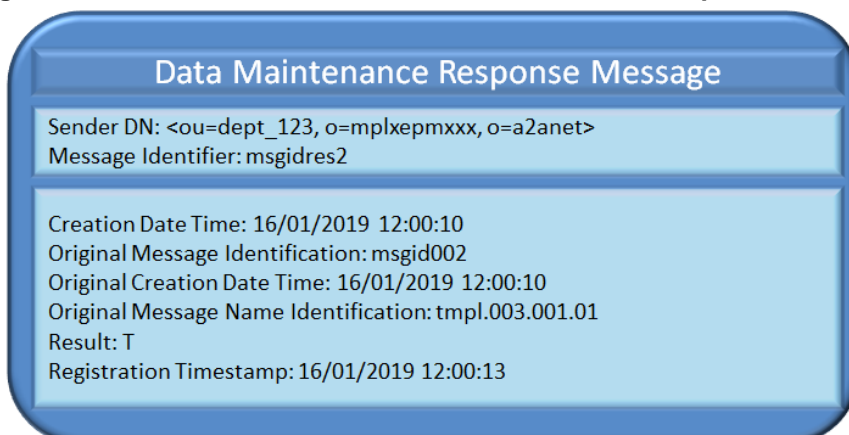 Data Maintenance Response Message
Sender DN: <ou=dept_123, o=mplxepmxxx, o=a2anet>
Message Identifier: msgidres2
Creation Date Time: 16/01/2019 12:00:10
Original Message Identification: msgid002
Original Creation Date Time: 16/01/2019 12:00:10
Original Message Name Identification: tmpl.003.001.01
Result: T
Registration Timestamp: 16/01/2019 12:00:13